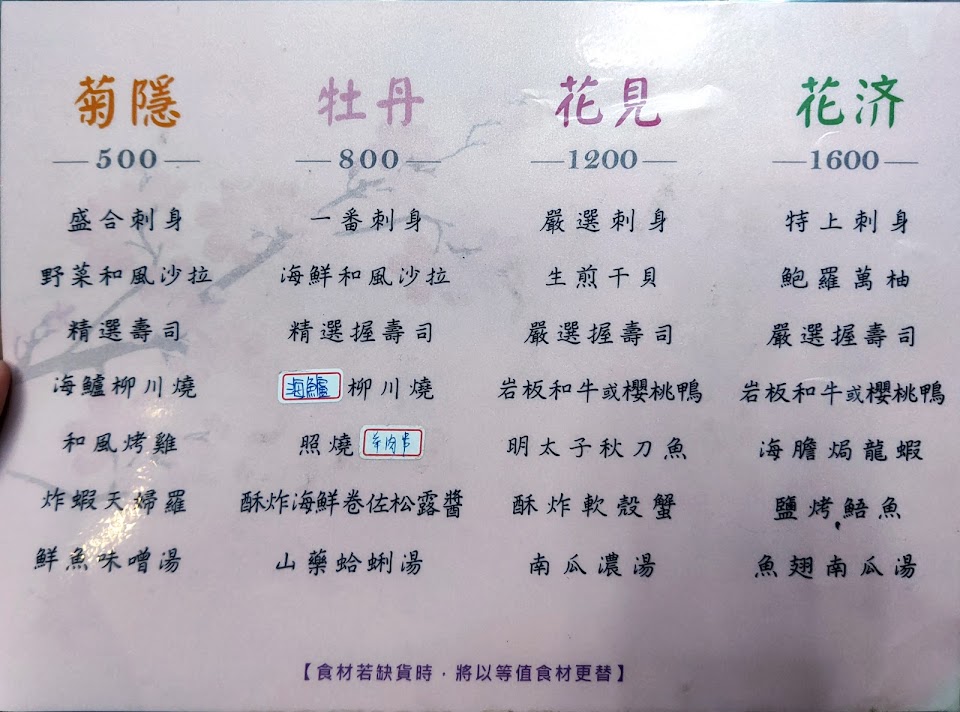 菊隱
500
盛合刺身
野菜和風沙拉
精選壽司
海鱸柳川燒
和風烤雞
炸蝦天婦羅
鮮魚味噌湯
牡丹
800
一番刺身
海鮮和風沙拉
精選握壽司
海鱸柳川燒
照燒牛肉串
酥炸海鮮卷佐松露醬
山藥蛤蜊湯
花見
1200
嚴選刺身
生煎干貝
嚴選握壽司
岩板和牛或櫻桃鴨
明太子秋刀魚
酥炸軟殼蟹
南瓜濃湯
花济
1600
特上刺身
鮑羅萬柚
嚴選握壽司
岩板和牛或櫻桃鴨
海膽焗龍蝦
鹽烤鯃魚
魚翅南瓜湯
【食材若缺貨時，將以等值食材更替】